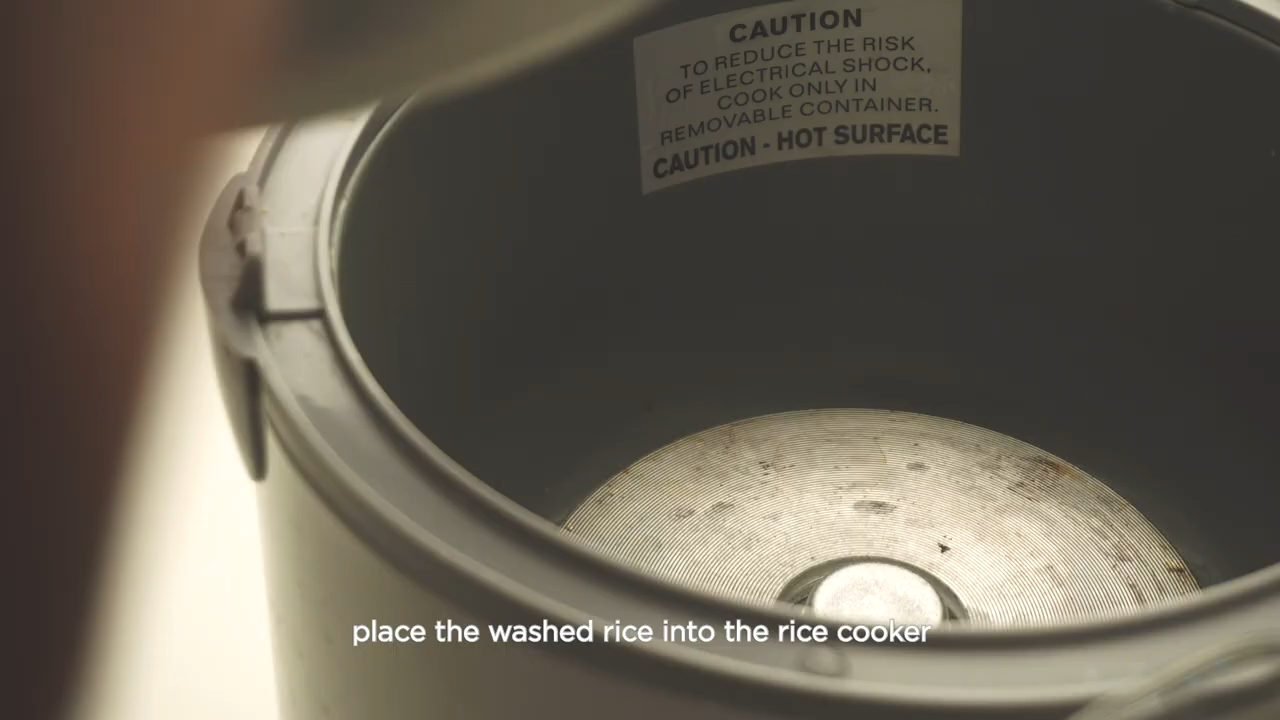 CAUTION
TO REDUCE THE RISK
OF ELECTRICAL SHOCK,
COOK ONLY IN
REMOVABLE CONTAINER.
CAUTION - HOT SURFACE
place the washed rice into the rice cooker